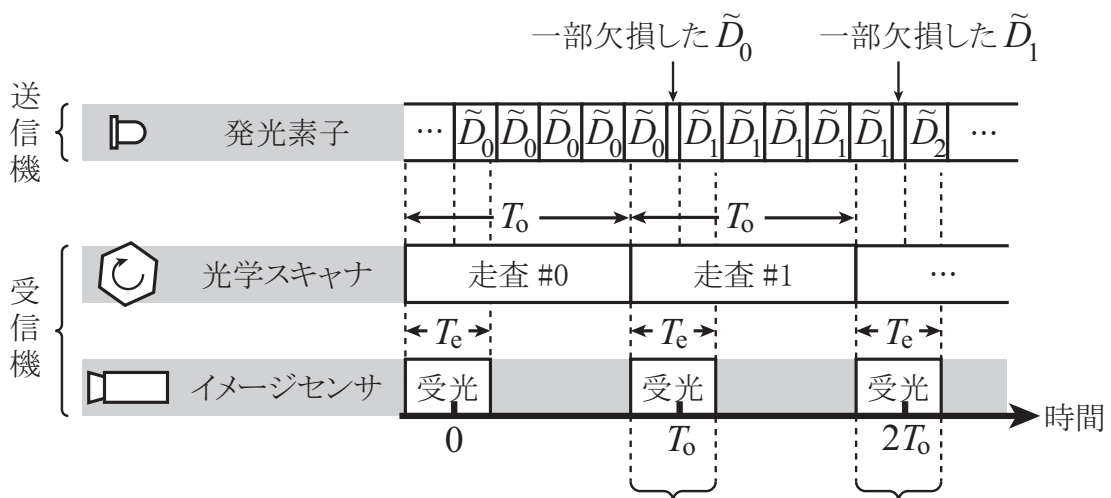 一部欠損した D̃0
一部欠損した D̃1
送信機
発光素子
… D̃0 D̃0 D̃0 D̃0 D̃0 D̃1 D̃1 D̃1 D̃1 D̃1 D̃2 …
To To
受信機
光学スキャナ
走査 #0 走査 #1 …
Te Te Te
イメージセンサ
受光 受光 受光
時間
0 To 2To